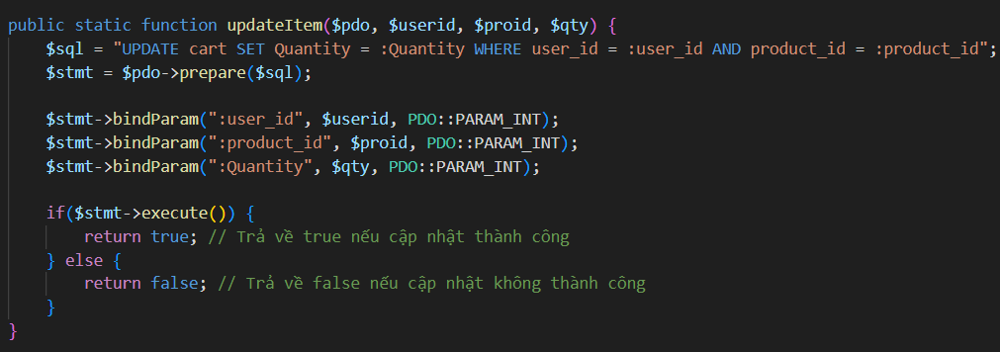 public static function updateItem($pdo, $userid, $proid, $qty) {
    $sql = "UPDATE cart SET Quantity = :Quantity WHERE user_id = :user_id AND product_id = :product_id";
    $stmt = $pdo->prepare($sql);

    $stmt->bindParam(":user_id", $userid, PDO::PARAM_INT);
    $stmt->bindParam(":product_id", $proid, PDO::PARAM_INT);
    $stmt->bindParam(":Quantity", $qty, PDO::PARAM_INT);

    if($stmt->execute()) {
        return true; // Trả về true nếu cập nhật thành công
    } else {
        return false; // Trả về false nếu cập nhật không thành công
    }
}